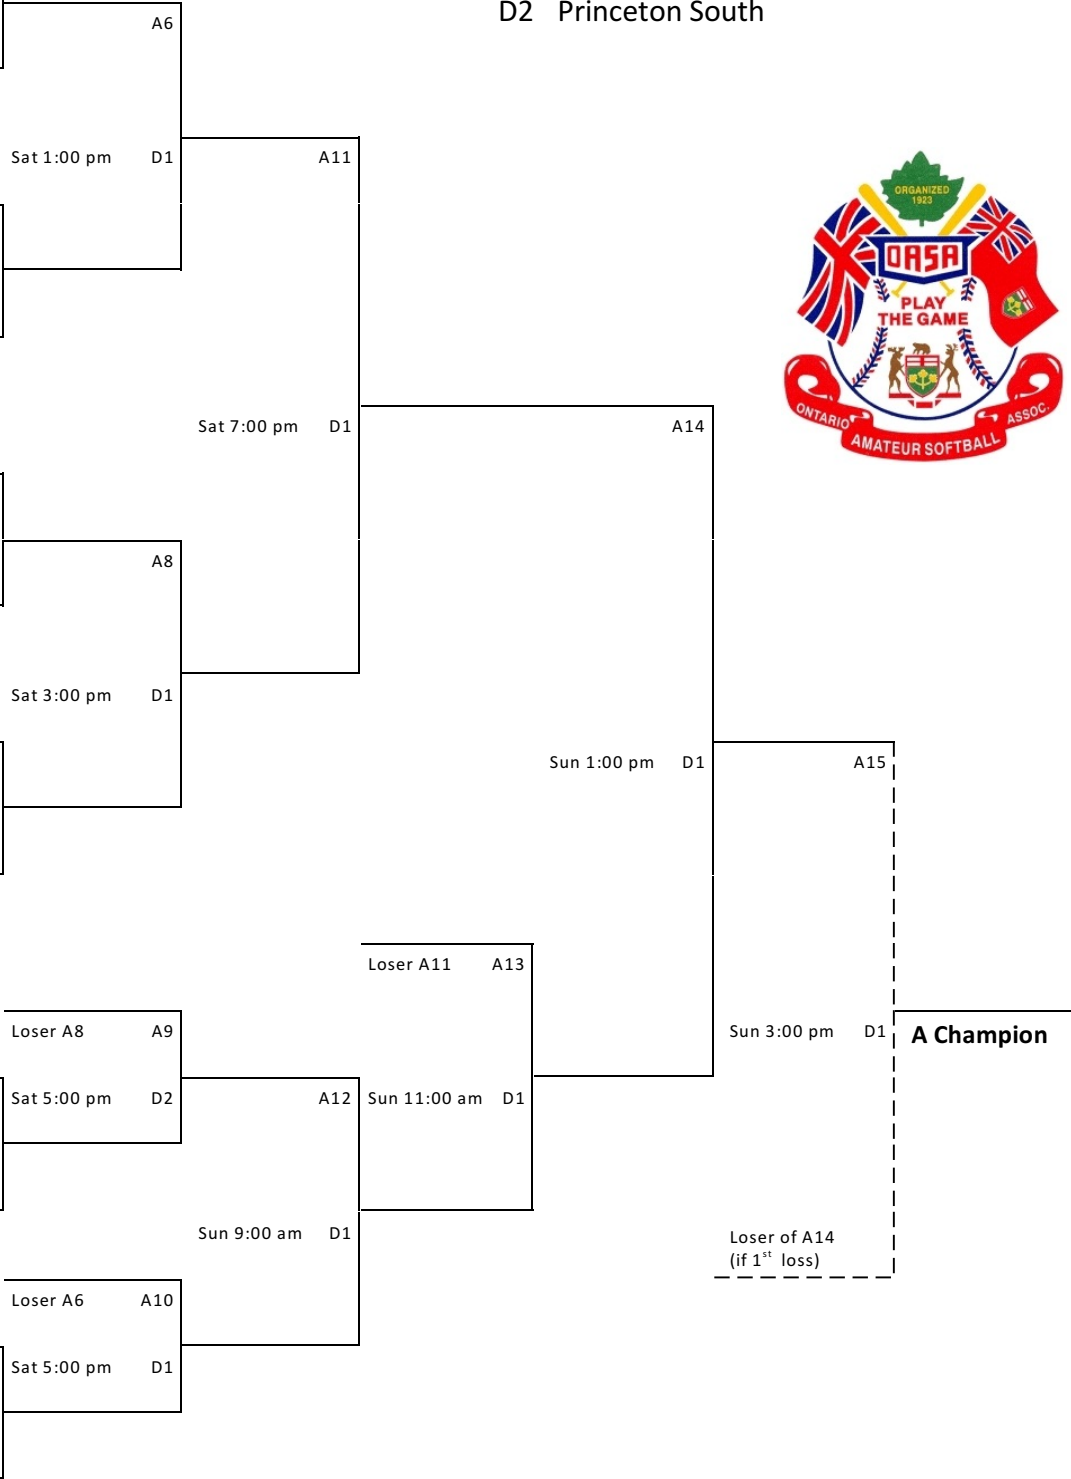 D2 Princeton South
A6
Sat 1:00 pm D1
A11
ORGANIZED
1923
OASA
PLAY
THE GAME
ONTARIO
AMATEUR SOFTBALL
ASSOC.
Sat 7:00 pm D1
A14
A8
Sat 3:00 pm D1
Sun 1:00 pm D1
A15
Loser A11 A13
Loser A8 A9
Sun 3:00 pm D1
A Champion
Sat 5:00 pm D2
A12
Sun 11:00 am D1
Sun 9:00 am D1
Loser of A14
(if 1st loss)
Loser A6 A10
Sat 5:00 pm D1